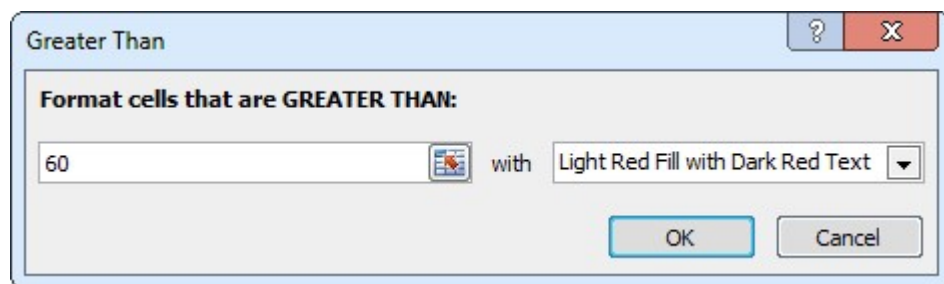 Greater Than
Format cells that are GREATER THAN:
60 with Light Red Fill with Dark Red Text
OK Cancel